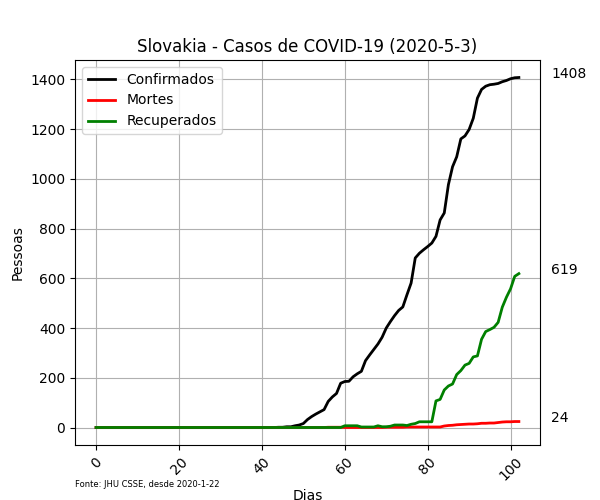 Slovakia - Casos de COVID-19 (2020-5-3)
Confirmados
Mortes
Recuperados
1408
619
24
Pessoas
1400
1200
1000
800
600
400
200
0
0
20
40
60
80
100
Fonte: JHU CSSE, desde 2020-1-22
Dias